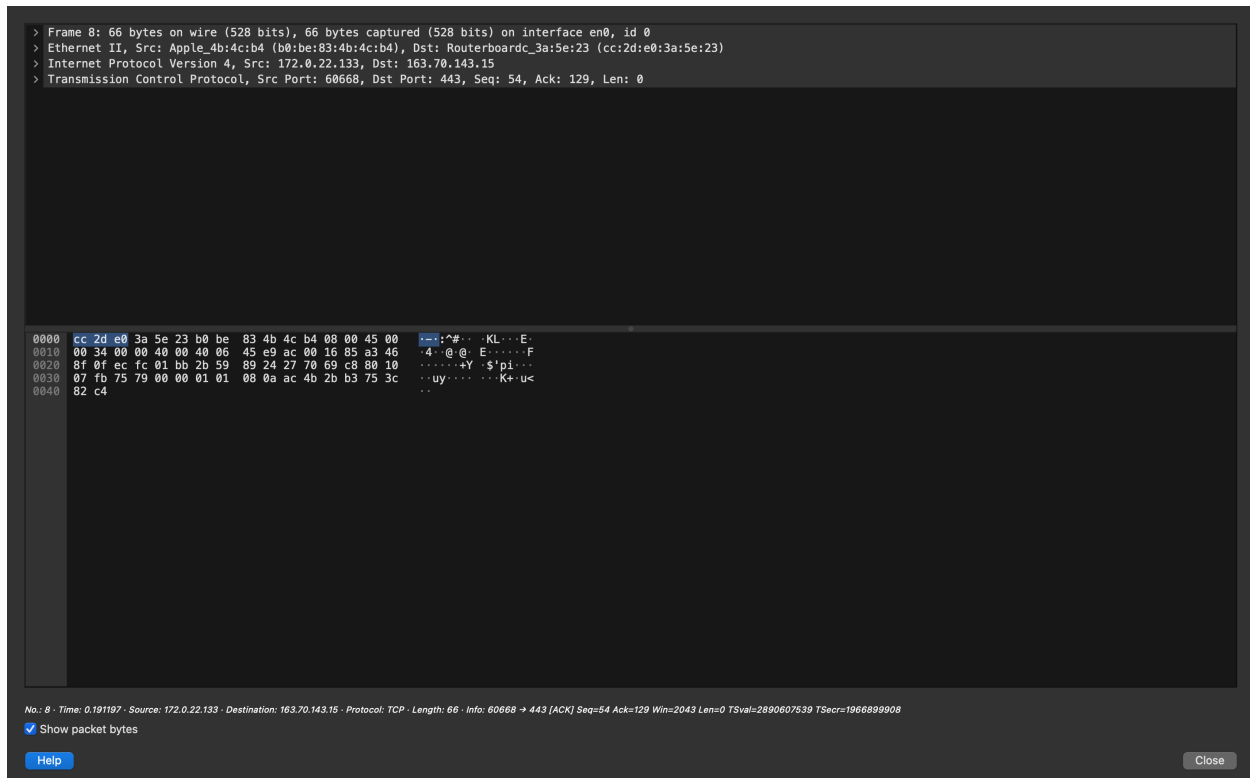 > Frame 8: 66 bytes on wire (528 bits), 66 bytes captured (528 bits) on interface en0, id 0
> Ethernet II, Src: Apple_4b:4c:b4 (b0:be:83:4b:4c:b4), Dst: Routerboardc_3a:5e:23 (cc:2d:e0:3a:5e:23)
> Internet Protocol Version 4, Src: 172.0.22.133, Dst: 163.70.143.15
> Transmission Control Protocol, Src Port: 60668, Dst Port: 443, Seq: 54, Ack: 129, Len: 0
0000 cc 2d e0 3a 5e 23 b0 be 83 4b 4c b4 08 00 45 00 ·-·:^#·· ·KL···E·
0010 00 34 00 00 40 00 40 06 45 e9 ac 00 16 85 a3 46 ·4··@·@· E······F
0020 8f 0f ec fc 01 bb 2b 59 89 24 27 70 69 c8 80 10 ······+Y ·$'pi···
0030 07 fb 75 79 00 00 01 01 08 0a ac 4b 2b b3 75 3c ··uy···· ···K+·u<
0040 82 c4 ··
No.: 8 · Time: 0.191197 · Source: 172.0.22.133 · Destination: 163.70.143.15 · Protocol: TCP · Length: 66 · Info: 60668 → 443 [ACK] Seq=54 Ack=129 Win=2043 Len=0 TSval=2890607539 TSecr=1966899908
Show packet bytes
Help Close